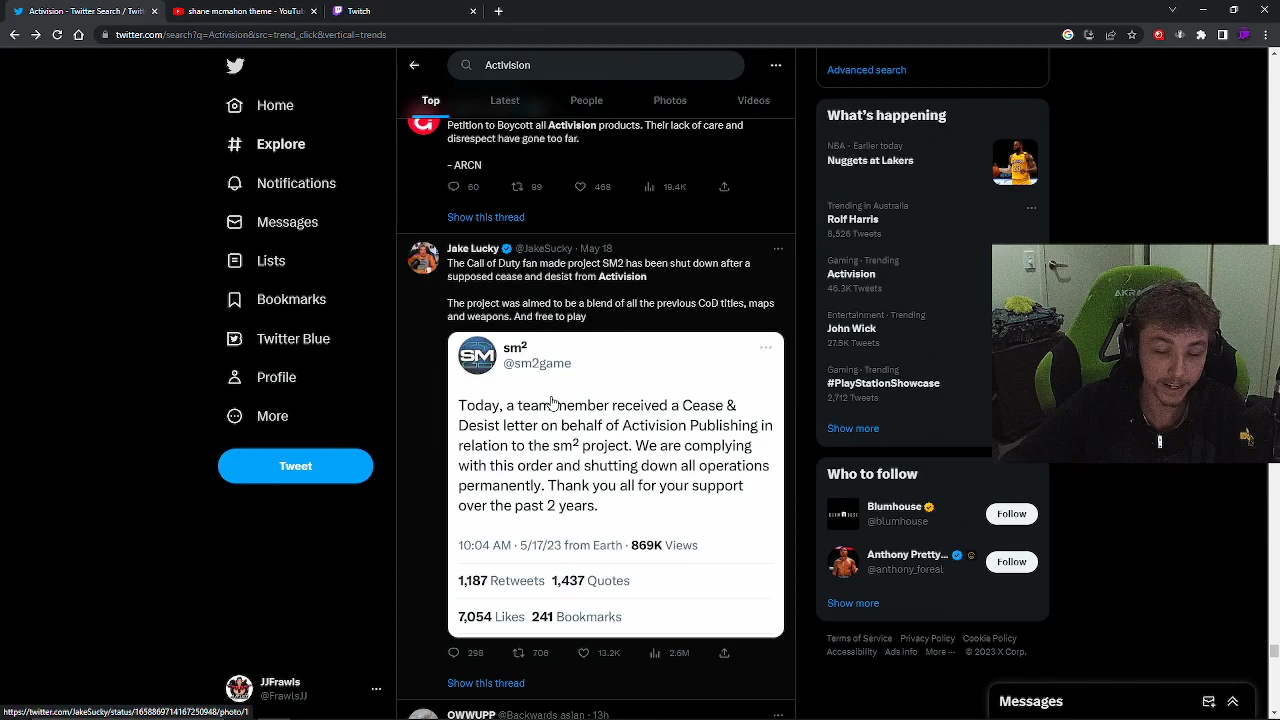 Activision - Twitter Search / Twitt
shane mcmahon theme - YouTub
Twitch
twitter.com/search?q=Activision&src=trend_click&vertical=trends
Home
Explore
Notifications
Messages
Lists
Bookmarks
Twitter Blue
Profile
More
Tweet
JJFrawls
@FrawlsJJ
https://twitter.com/JakeSucky/status/1658869714167250948/photo/1
Activision
Top
Latest
People
Photos
Videos
Petition to Boycott all Activision products. Their lack of care and
disrespect have gone too far.
- ARCN
60
99
468
19.4K
Show this thread
Jake Lucky @JakeSucky · May 18
The Call of Duty fan made project SM2 has been shut down after a
supposed cease and desist from Activision
The project was aimed to be a blend of all the previous CoD titles, maps
and weapons. And free to play
SM
sm²
@sm2game
Today, a team member received a Cease &
Desist letter on behalf of Activision Publishing in
relation to the sm² project. We are complying
with this order and shutting down all operations
permanently. Thank you all for your support
over the past 2 years.
10:04 AM · 5/17/23 from Earth · 869K Views
1,187 Retweets 1,437 Quotes
7,054 Likes 241 Bookmarks
298
706
13.2K
2.6M
Show this thread
OWWUPP @Backwards_aslan · 13h
Advanced search
What's happening
NBA · Earlier today
Nuggets at Lakers
Trending in Australia
Rolf Harris
8,526 Tweets
Gaming · Trending
Activision
46.3K Tweets
Entertainment · Trending
John Wick
27.5K Tweets
Gaming · Trending
#PlayStationShowcase
2,712 Tweets
Show more
AKRA
Who to follow
BLUMHOUSE
Blumhouse
@blumhouse
Follow
Anthony Pretty...
@anthony_foreal
Follow
Show more
Terms of Service Privacy Policy Cookie Policy
Accessibility Ads info More ··· © 2023 X Corp.
Messages